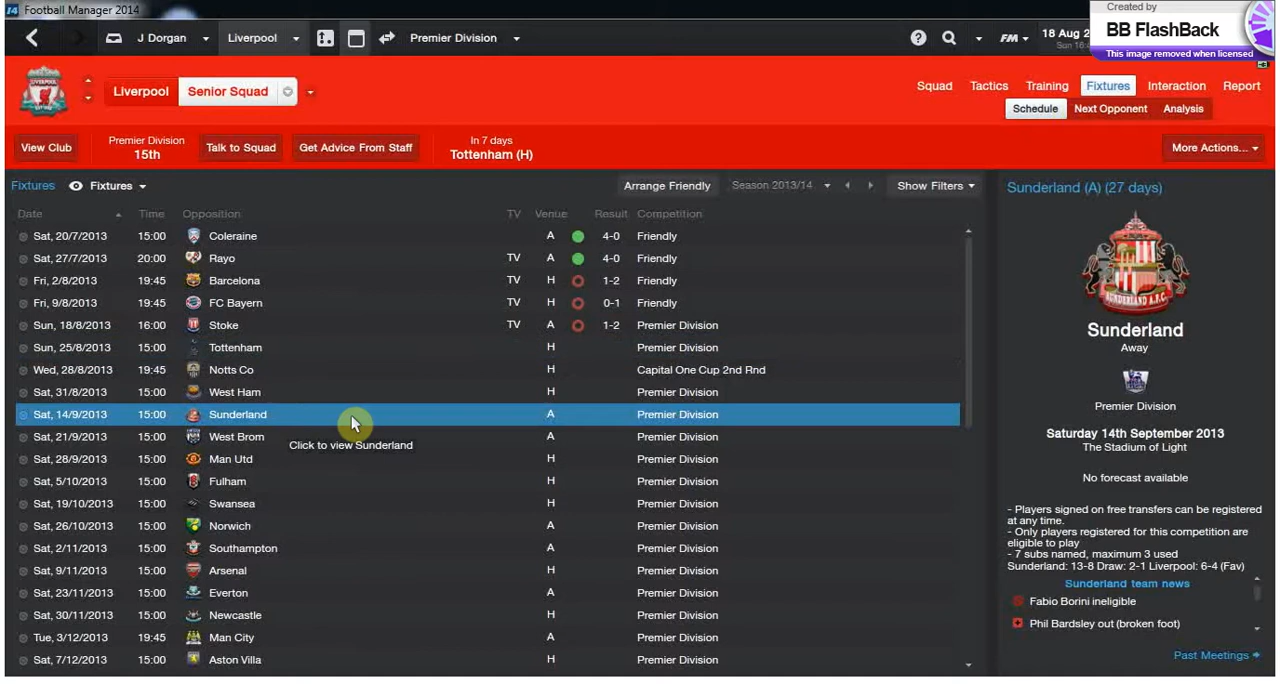 Football Manager 2014
Created by
BB FlashBack
This image removed when licensed
J Dorgan
Liverpool
Premier Division
FM
18 Aug 2
LIVERPOOL
Liverpool Senior Squad
Squad Tactics Training Fixtures Interaction Report
Schedule Next Opponent Analysis
View Club
Premier Division
15th
Talk to Squad
Get Advice From Staff
In 7 days
Tottenham (H)
More Actions...
Fixtures Fixtures
Arrange Friendly Season 2013/14 Show Filters
Date Time Opposition TV Venue Result Competition
Sat, 20/7/2013 15:00 Coleraine A 4-0 Friendly
Sat, 27/7/2013 20:00 Rayo TV A 4-0 Friendly
Fri, 2/8/2013 19:45 Barcelona TV H 1-2 Friendly
Fri, 9/8/2013 19:45 FC Bayern TV H 0-1 Friendly
Sun, 18/8/2013 16:00 Stoke TV A 1-2 Premier Division
Sun, 25/8/2013 15:00 Tottenham H Premier Division
Wed, 28/8/2013 19:45 Notts Co H Capital One Cup 2nd Rnd
Sat, 31/8/2013 15:00 West Ham H Premier Division
Sat, 14/9/2013 15:00 Sunderland A Premier Division
Sat, 21/9/2013 15:00 West Brom A Premier Division
Click to view Sunderland
Sat, 28/9/2013 15:00 Man Utd H Premier Division
Sat, 5/10/2013 15:00 Fulham H Premier Division
Sat, 19/10/2013 15:00 Swansea H Premier Division
Sat, 26/10/2013 15:00 Norwich A Premier Division
Sat, 2/11/2013 15:00 Southampton A Premier Division
Sat, 9/11/2013 15:00 Arsenal H Premier Division
Sat, 23/11/2013 15:00 Everton A Premier Division
Sat, 30/11/2013 15:00 Newcastle H Premier Division
Tue, 3/12/2013 19:45 Man City A Premier Division
Sat, 7/12/2013 15:00 Aston Villa H Premier Division
Sunderland (A) (27 days)
SUNDERLAND A.F.C.
Sunderland
Away
Premier Division
Saturday 14th September 2013
The Stadium of Light
No forecast available
- Players signed on free transfers can be registered
at any time.
- Only players registered for this competition are
eligible to play
- 7 subs named, maximum 3 used
Sunderland: 13-8 Draw: 2-1 Liverpool: 6-4 (Fav)
Sunderland team news
Fabio Borini ineligible
Phil Bardsley out (broken foot)
Past Meetings